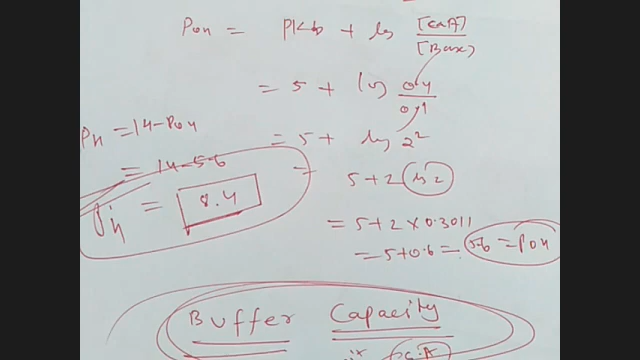 POH = PKb + log [CA]/[Base]
= 5 + log 0.4/0.1
= 5 + log 2²
5 + 2 log 2
= 5 + 2 × 0.3011
= 5 + 0.6 = 5.6 = POH
PH = 14 - POH
= 14 - 5.6
PH = 8.4
Buffer Capacity